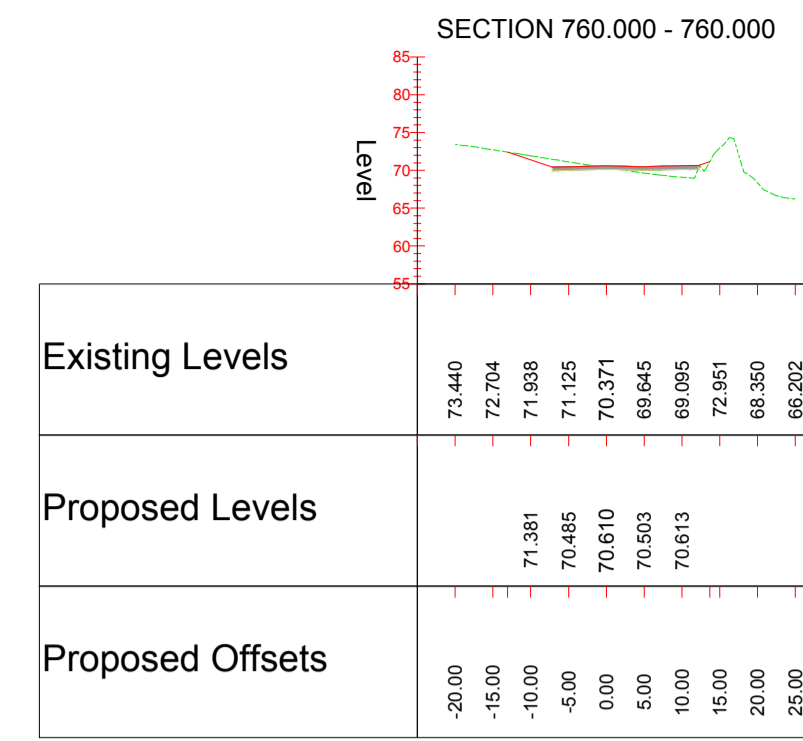 SECTION 760.000 - 760.000
85
80
75
70
65
60
55
Level
Existing Levels
73.440 72.704 71.938 71.125 70.371 69.645 69.095 72.951 68.350 66.202
Proposed Levels
71.381 70.485 70.610 70.503 70.613
Proposed Offsets
-20.00 -15.00 -10.00 -5.00 0.00 5.00 10.00 15.00 20.00 25.00